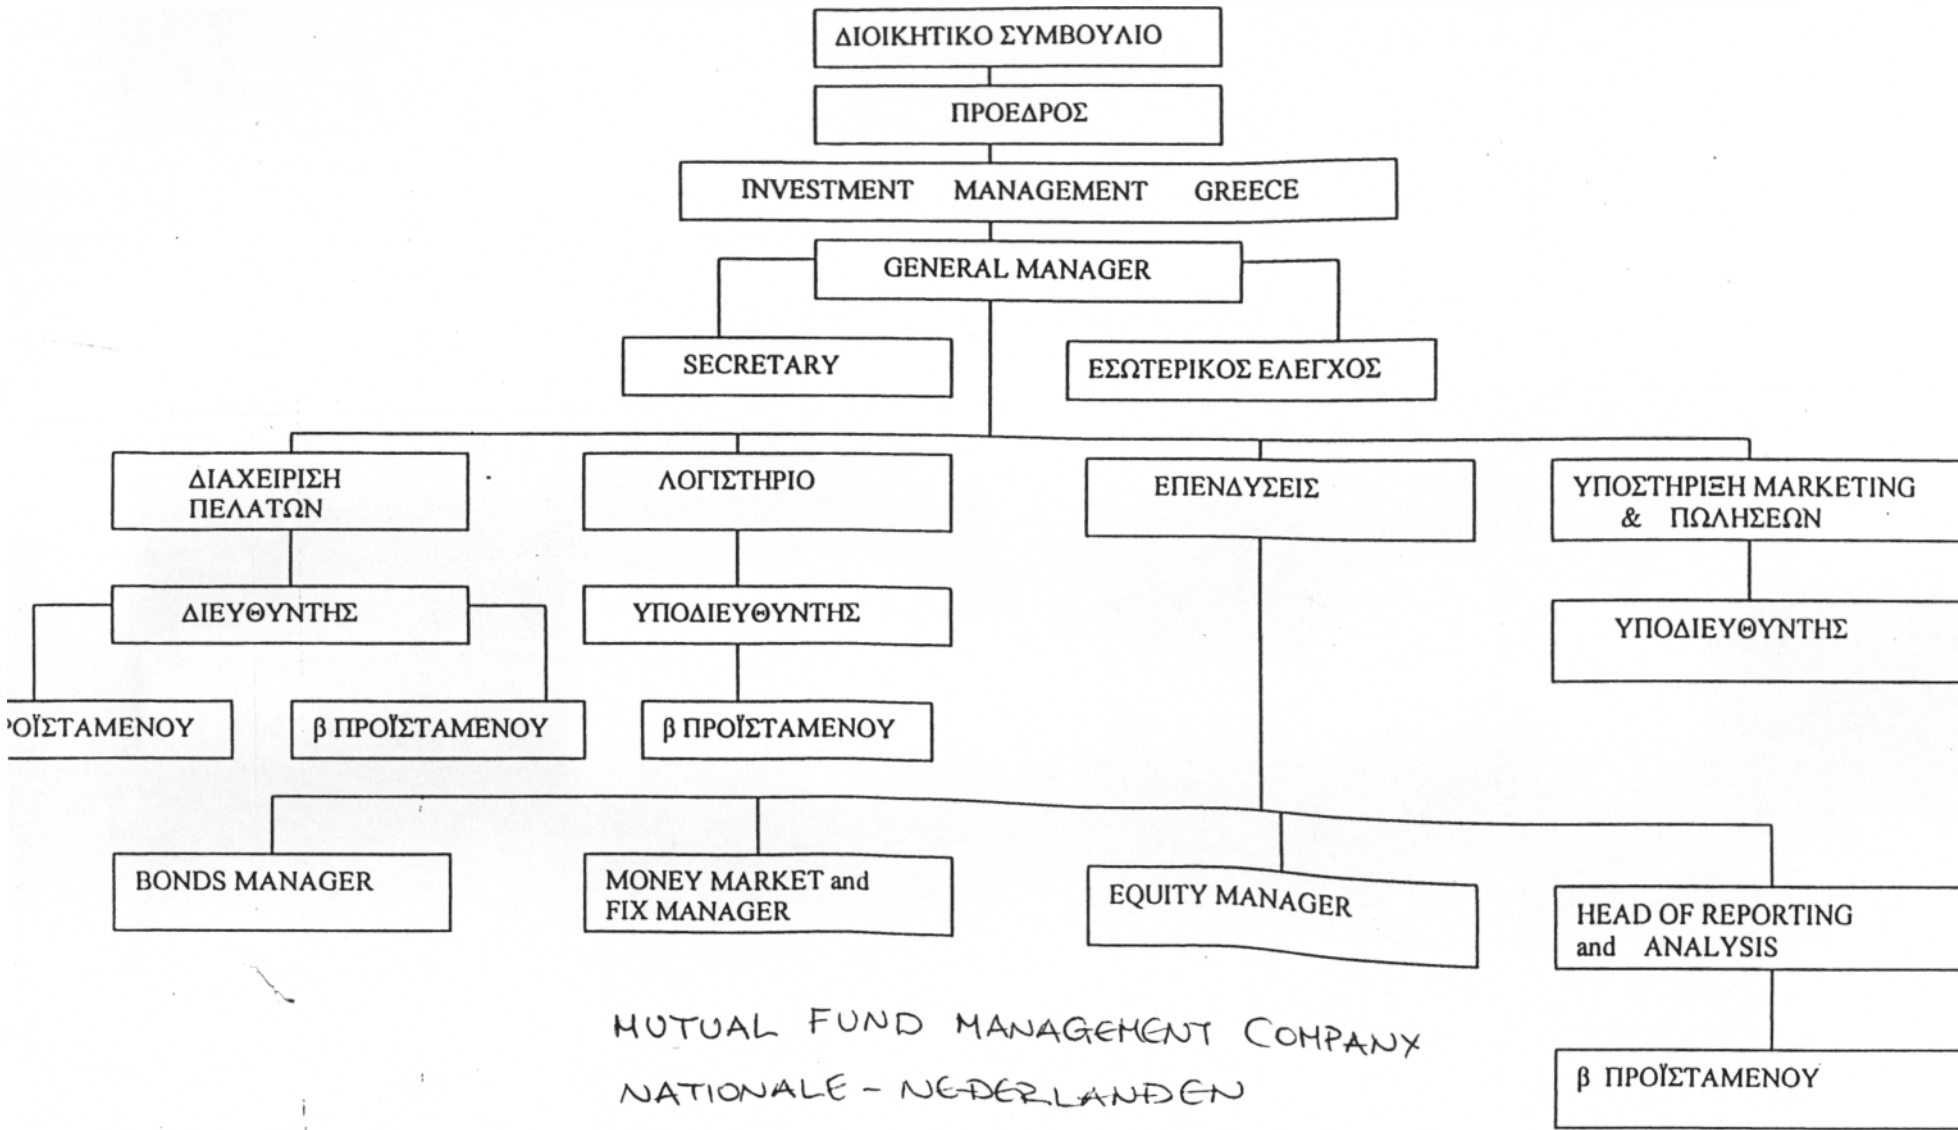 ΔΙΟΙΚΗΤΙΚΟ ΣΥΜΒΟΥΛΙΟ
ΠΡΟΕΔΡΟΣ
INVESTMENT MANAGEMENT GREECE
GENERAL MANAGER
SECRETARY
ΕΣΩΤΕΡΙΚΟΣ ΕΛΕΓΧΟΣ
ΔΙΑΧΕΙΡΙΣΗ
ΠΕΛΑΤΩΝ
ΛΟΓΙΣΤΗΡΙΟ
ΕΠΕΝΔΥΣΕΙΣ
ΥΠΟΣΤΗΡΙΞΗ MARKETING
& ΠΩΛΗΣΕΩΝ
ΔΙΕΥΘΥΝΤΗΣ
ΥΠΟΔΙΕΥΘΥΝΤΗΣ
ΥΠΟΔΙΕΥΘΥΝΤΗΣ
ΡΟΪΣΤΑΜΕΝΟΥ
β ΠΡΟΪΣΤΑΜΕΝΟΥ
β ΠΡΟΪΣΤΑΜΕΝΟΥ
BONDS MANAGER
MONEY MARKET and
FIX MANAGER
EQUITY MANAGER
HEAD OF REPORTING
and ANALYSIS
β ΠΡΟΪΣΤΑΜΕΝΟΥ
MUTUAL FUND MANAGEMENT COMPANY
NATIONALE - NEDERLANDEN